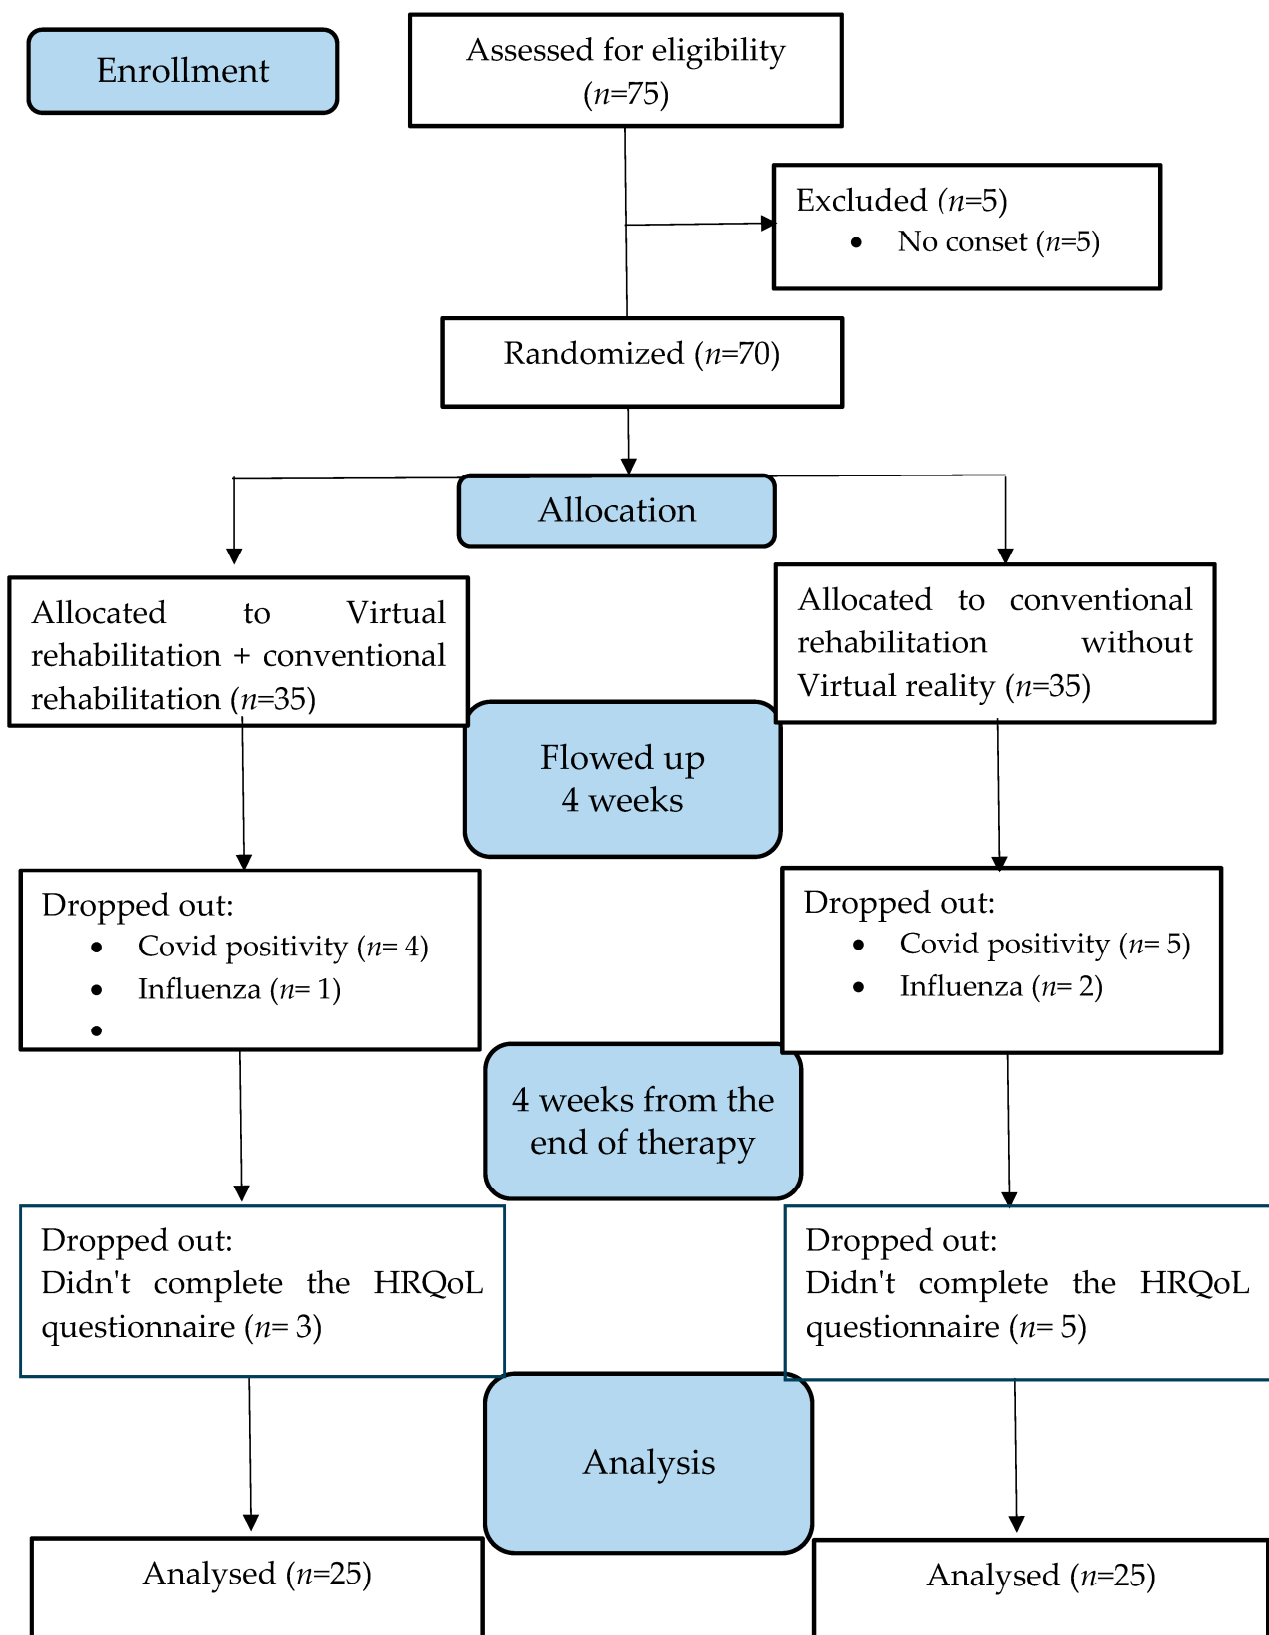 Enrollment
Assessed for eligibility
(n=75)
Excluded (n=5)
• No conset (n=5)
Randomized (n=70)
Allocation
Allocated to Virtual
rehabilitation + conventional
rehabilitation (n=35)
Allocated to conventional
rehabilitation without
Virtual reality (n=35)
Flowed up
4 weeks
Dropped out:
• Covid positivity (n= 4)
• Influenza (n= 1)
•
Dropped out:
• Covid positivity (n= 5)
• Influenza (n= 2)
4 weeks from the
end of therapy
Dropped out:
Didn't complete the HRQoL
questionnaire (n= 3)
Dropped out:
Didn't complete the HRQoL
questionnaire (n= 5)
Analysis
Analysed (n=25)
Analysed (n=25)